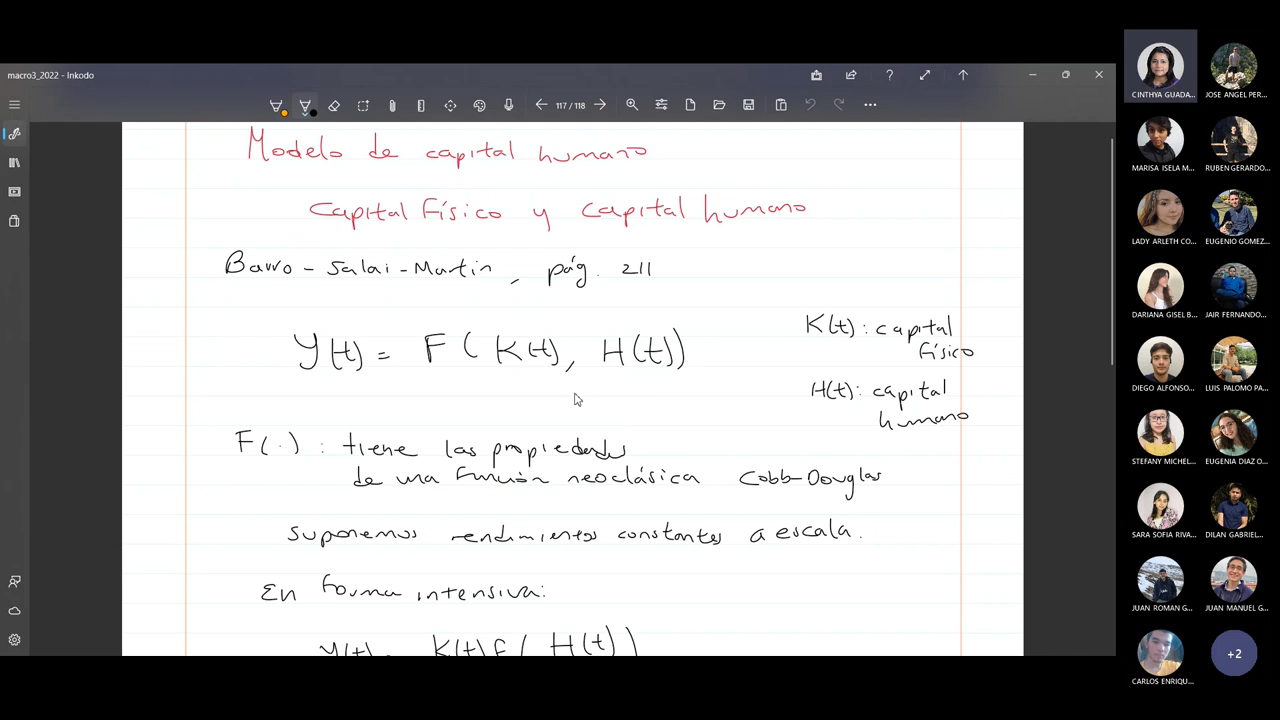 macro3_2022 - Inkodo
117 / 118
Modelo de capital humano
Capital Físico y capital humano
Barro - Salai - Martin, pág. 211
Y(t) = F ( K(t), H(t))
K(t): capital
físico
H(t): capital
humano
F(·) : tiene las propiedades
de una función neoclásica Cobb-Douglas
Suponemos rendimientos constantes a escala.
En forma intensiva:
Y(t) = K(t)F( H(t) )
CINTHYA GUADA...
JOSE ANGEL PER...
MARISA ISELA M...
RUBEN GERARDO...
LADY ARLETH CO...
EUGENIO GOMEZ...
DARIANA GISEL B...
JAIR FERNANDO...
DIEGO ALFONSO...
LUIS PALOMO PA...
STEFANY MICHEL...
EUGENIA DIAZ O...
SARA SOFIA RIVA...
DILAN GABRIEL...
JUAN ROMAN G...
JUAN MANUEL G...
CARLOS ENRIQU...
+2